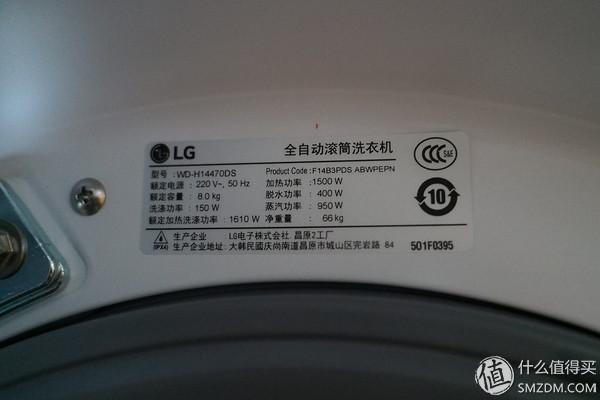 LG 全自动滚筒洗衣机
型号:WD-H14470DS Product Code : F14B3PDS ABWPEPN
额定电源 : 220 V~, 50 Hz 加热功率 : 1500 W
额定容量 : 8.0 kg 脱水功率 : 400 W
洗涤功率 : 150 W 蒸汽功率 : 950 W
额定加热洗涤功率 : 1610 W 净重量 : 66 kg
CCC S&E
10
IPX4
生产企业 : LG电子株式会社. 昌原2工厂
生产企业地址: 大韩民國庆尚南道昌原市城山区完岩路 84
501F0395
值 什么值得买
SMZDM.COM